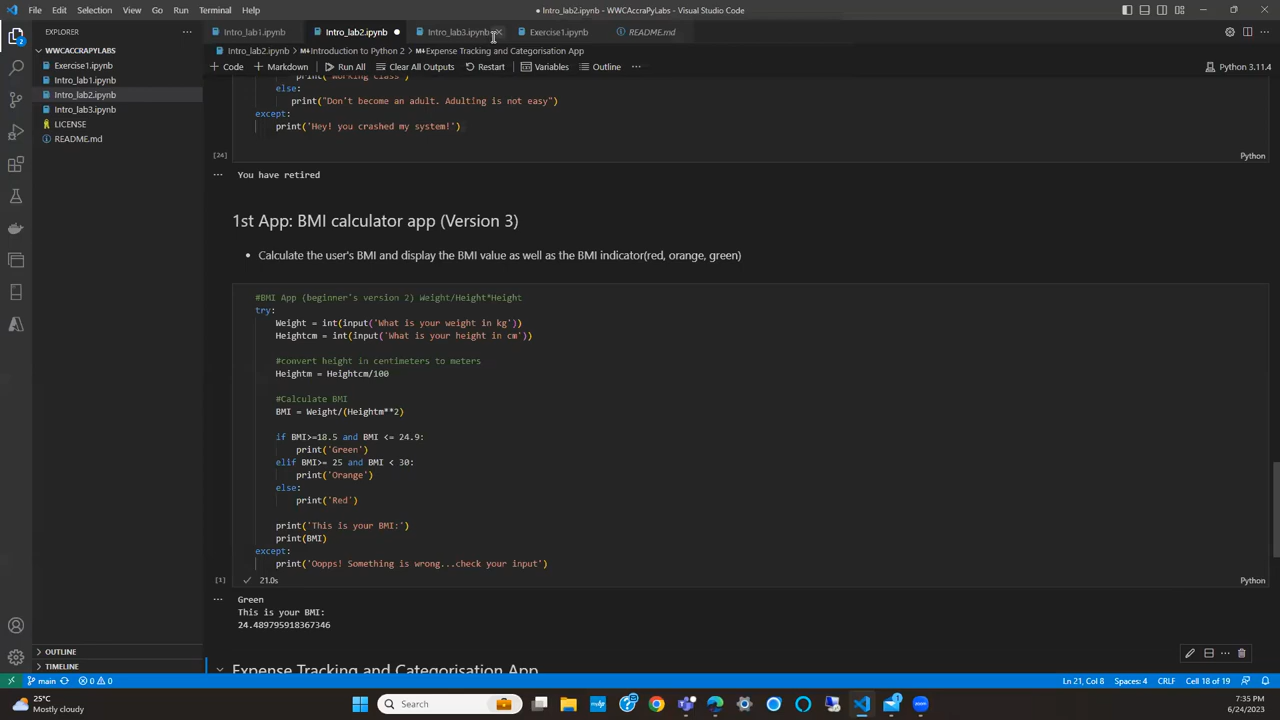 File Edit Selection View Go Run Terminal Help
● Intro_lab2.ipynb - WWCAccraPyLabs - Visual Studio Code
EXPLORER
Intro_lab1.ipynb
Intro_lab2.ipynb
Intro_lab3.ipynb
Exercise1.ipynb
README.md
WWCACCRAPYLABS
Exercise1.ipynb
Intro_lab1.ipynb
Intro_lab2.ipynb
Intro_lab3.ipynb
LICENSE
README.md
2
Intro_lab2.ipynb > Introduction to Python 2 > Expense Tracking and Categorisation App
+ Code + Markdown Run All Clear All Outputs Restart Variables Outline ... Python 3.11.4
print('Working Class')
else:
print("Don't become an adult. Adulting is not easy")
except:
print('Hey! you crashed my system!')
[24] Python
... You have retired
1st App: BMI calculator app (Version 3)
• Calculate the user's BMI and display the BMI value as well as the BMI indicator(red, orange, green)
#BMI App (beginner's version 2) Weight/Height*Height
try:
Weight = int(input('What is your weight in kg'))
Heightcm = int(input('What is your height in cm'))
#convert height in centimeters to meters
Heightm = Heightcm/100
#Calculate BMI
BMI = Weight/(Heightm**2)
if BMI>=18.5 and BMI <= 24.9:
print('Green')
elif BMI>= 25 and BMI < 30:
print('Orange')
else:
print('Red')
print('This is your BMI:')
print(BMI)
except:
print('Oopps! Something is wrong...check your input')
[1] 21.0s Python
... Green
This is your BMI:
24.489795918367346
Expense Tracking and Categorisation App
OUTLINE
TIMELINE
main 0 0 Ln 21, Col 8 Spaces: 4 CRLF Cell 18 of 19
25°C
Mostly cloudy
Search
7:35 PM
6/24/2023